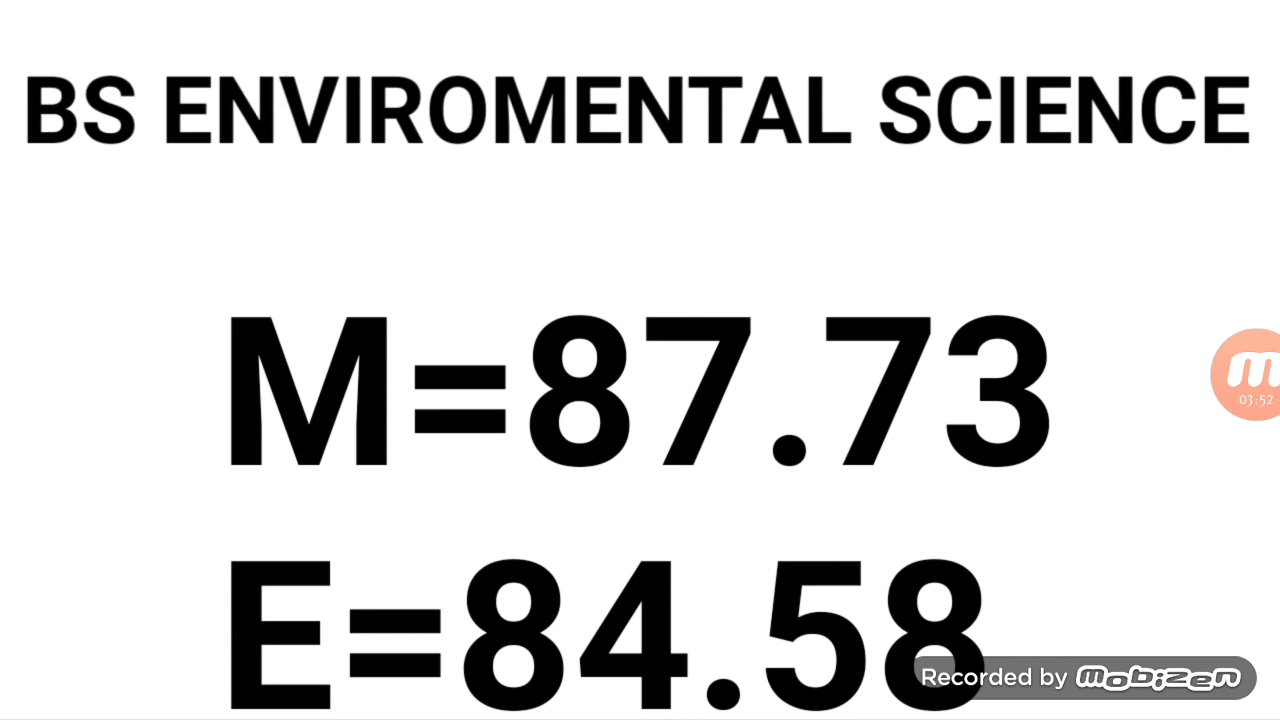 BS ENVIROMENTAL SCIENCE
M=87.73
m
03:52
E=84.58
Recorded by mobizen